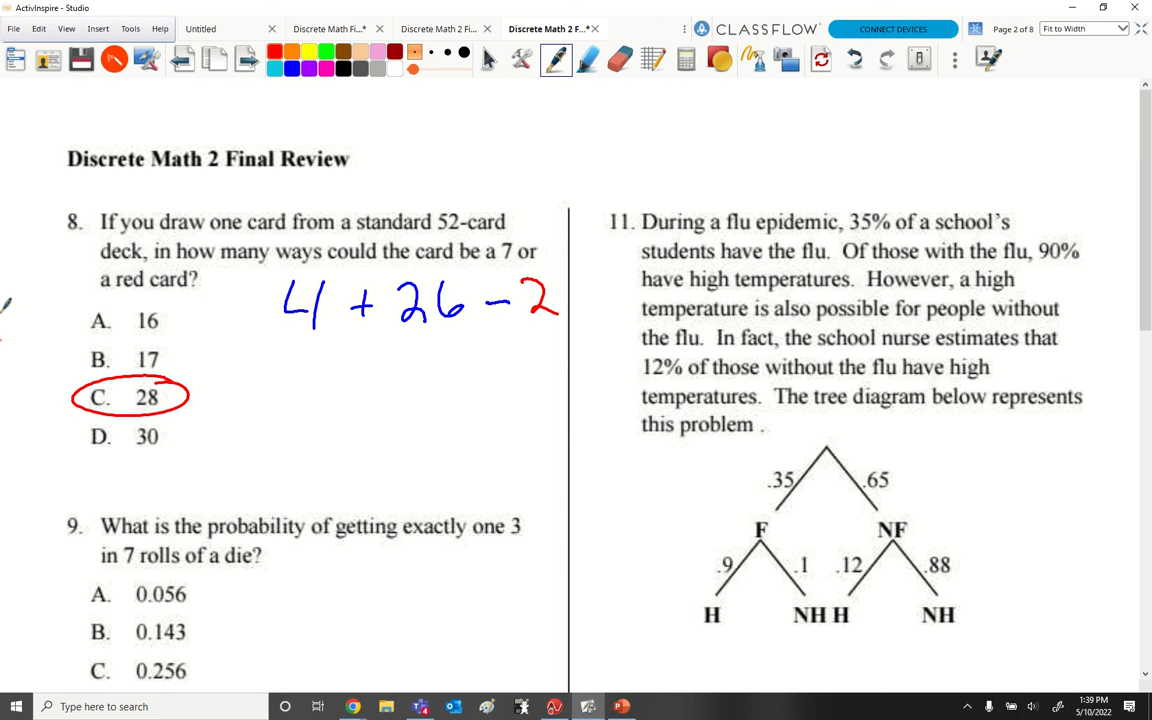 ActivInspire - Studio
File Edit View Insert Tools Help
Untitled
Discrete Math Fi...*
Discrete Math 2 Fi...
Discrete Math 2 F...*
CLASSFLOW
CONNECT DEVICES
Page 2 of 8
Fit to Width
Discrete Math 2 Final Review
8. If you draw one card from a standard 52-card
deck, in how many ways could the card be a 7 or
a red card?
4 + 26 - 2
A. 16
B. 17
C. 28
D. 30
9. What is the probability of getting exactly one 3
in 7 rolls of a die?
A. 0.056
B. 0.143
C. 0.256
11. During a flu epidemic, 35% of a school's
students have the flu. Of those with the flu, 90%
have high temperatures. However, a high
temperature is also possible for people without
the flu. In fact, the school nurse estimates that
12% of those without the flu have high
temperatures. The tree diagram below represents
this problem .
.35 .65
F NF
.9 .1 .12 .88
H NH H NH
Type here to search
1:39 PM
5/10/2022